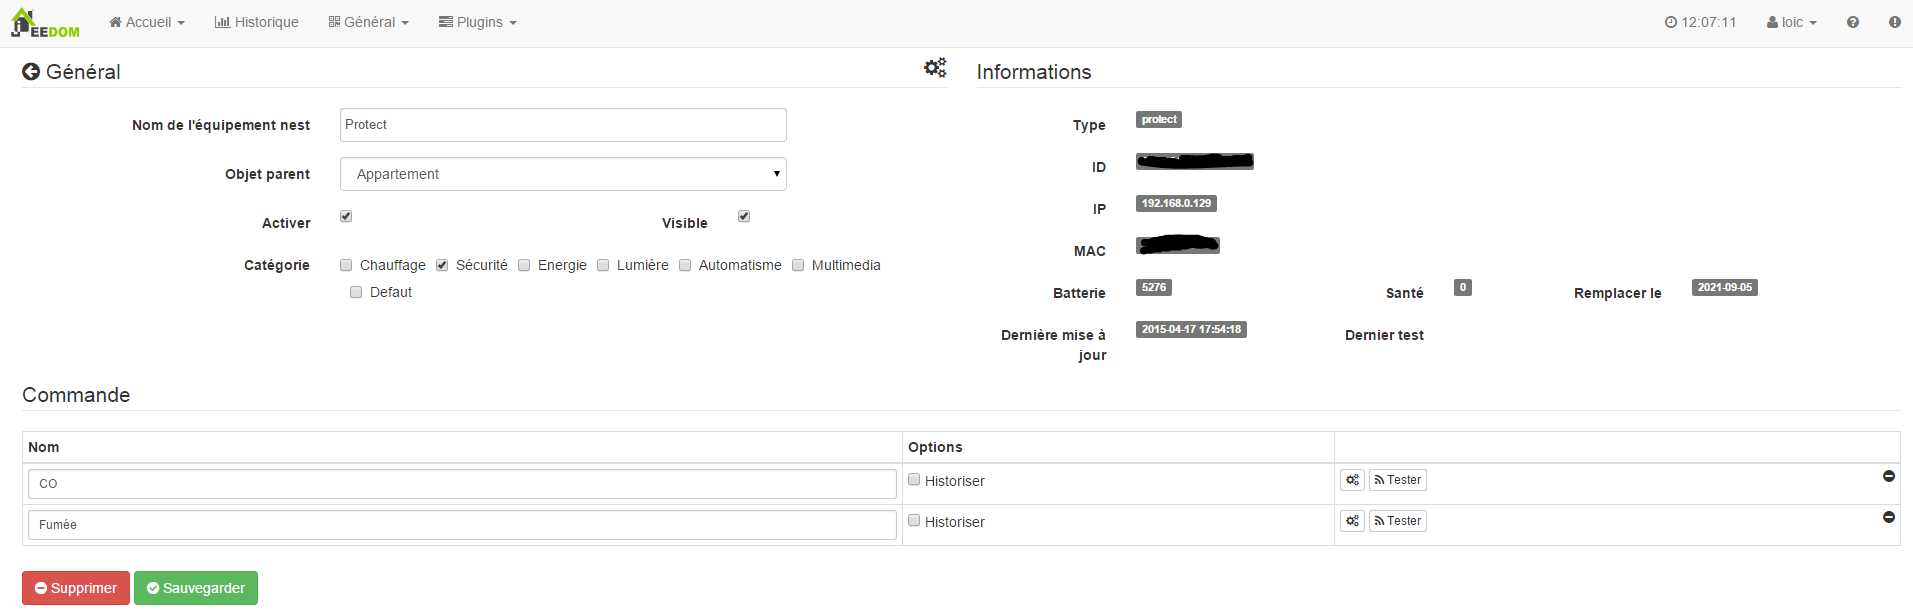 JEEDOM Accueil Historique Général Plugins 12:07:11 loic
Général
Nom de l'équipement nest Protect
Objet parent Appartement
Activer Visible
Catégorie Chauffage Sécurité Energie Lumière Automatisme Multimedia
Defaut
Informations
Type protect
ID
IP 192.168.0.129
MAC
Batterie 5276 Santé 0 Remplacer le 2021-09-05
Dernière mise à 2015-04-17 17:54:18 Dernier test
jour
Commande
Nom Options
CO Historiser Tester
Fumée Historiser Tester
Supprimer Sauvegarder